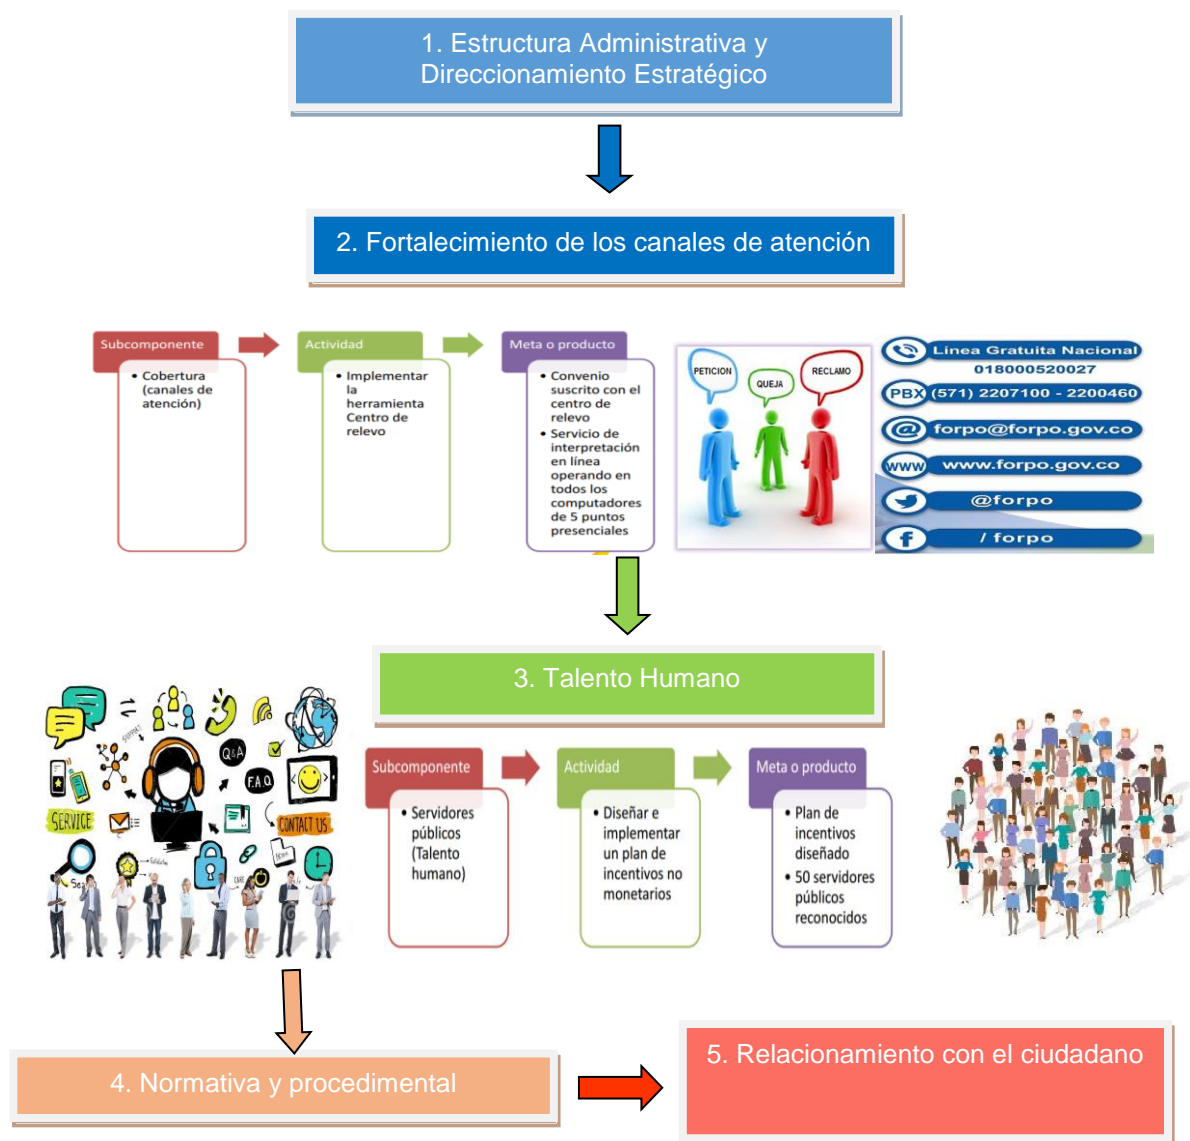 1. Estructura Administrativa y
Direccionamiento Estratégico
2. Fortalecimiento de los canales de atención
Subcomponente
• Cobertura
(canales de
atención)
Actividad
• Implementar
la
herramienta
Centro de
relevo
Meta o producto
• Convenio
suscrito con el
centro de
relevo
• Servicio de
interpretación
en línea
operando en
todos los
computadores
de 5 puntos
presenciales
PETICION
QUEJA
RECLAMO
Línea Gratuita Nacional
018000520027
PBX (571) 2207100 - 2200460
@ forpo@forpo.gov.co
www www.forpo.gov.co
@forpo
f / forpo
3. Talento Humano
SUPPORT
Q&A
F.A.Q
SERVICE
CONTACT US
Solution
Sea
CARE
Subcomponente
• Servidores
públicos
(Talento
humano)
Actividad
• Diseñar e
implementar
un plan de
incentivos no
monetarios
Meta o producto
• Plan de
incentivos
diseñado
• 50 servidores
públicos
reconocidos
4. Normativa y procedimental
5. Relacionamiento con el ciudadano